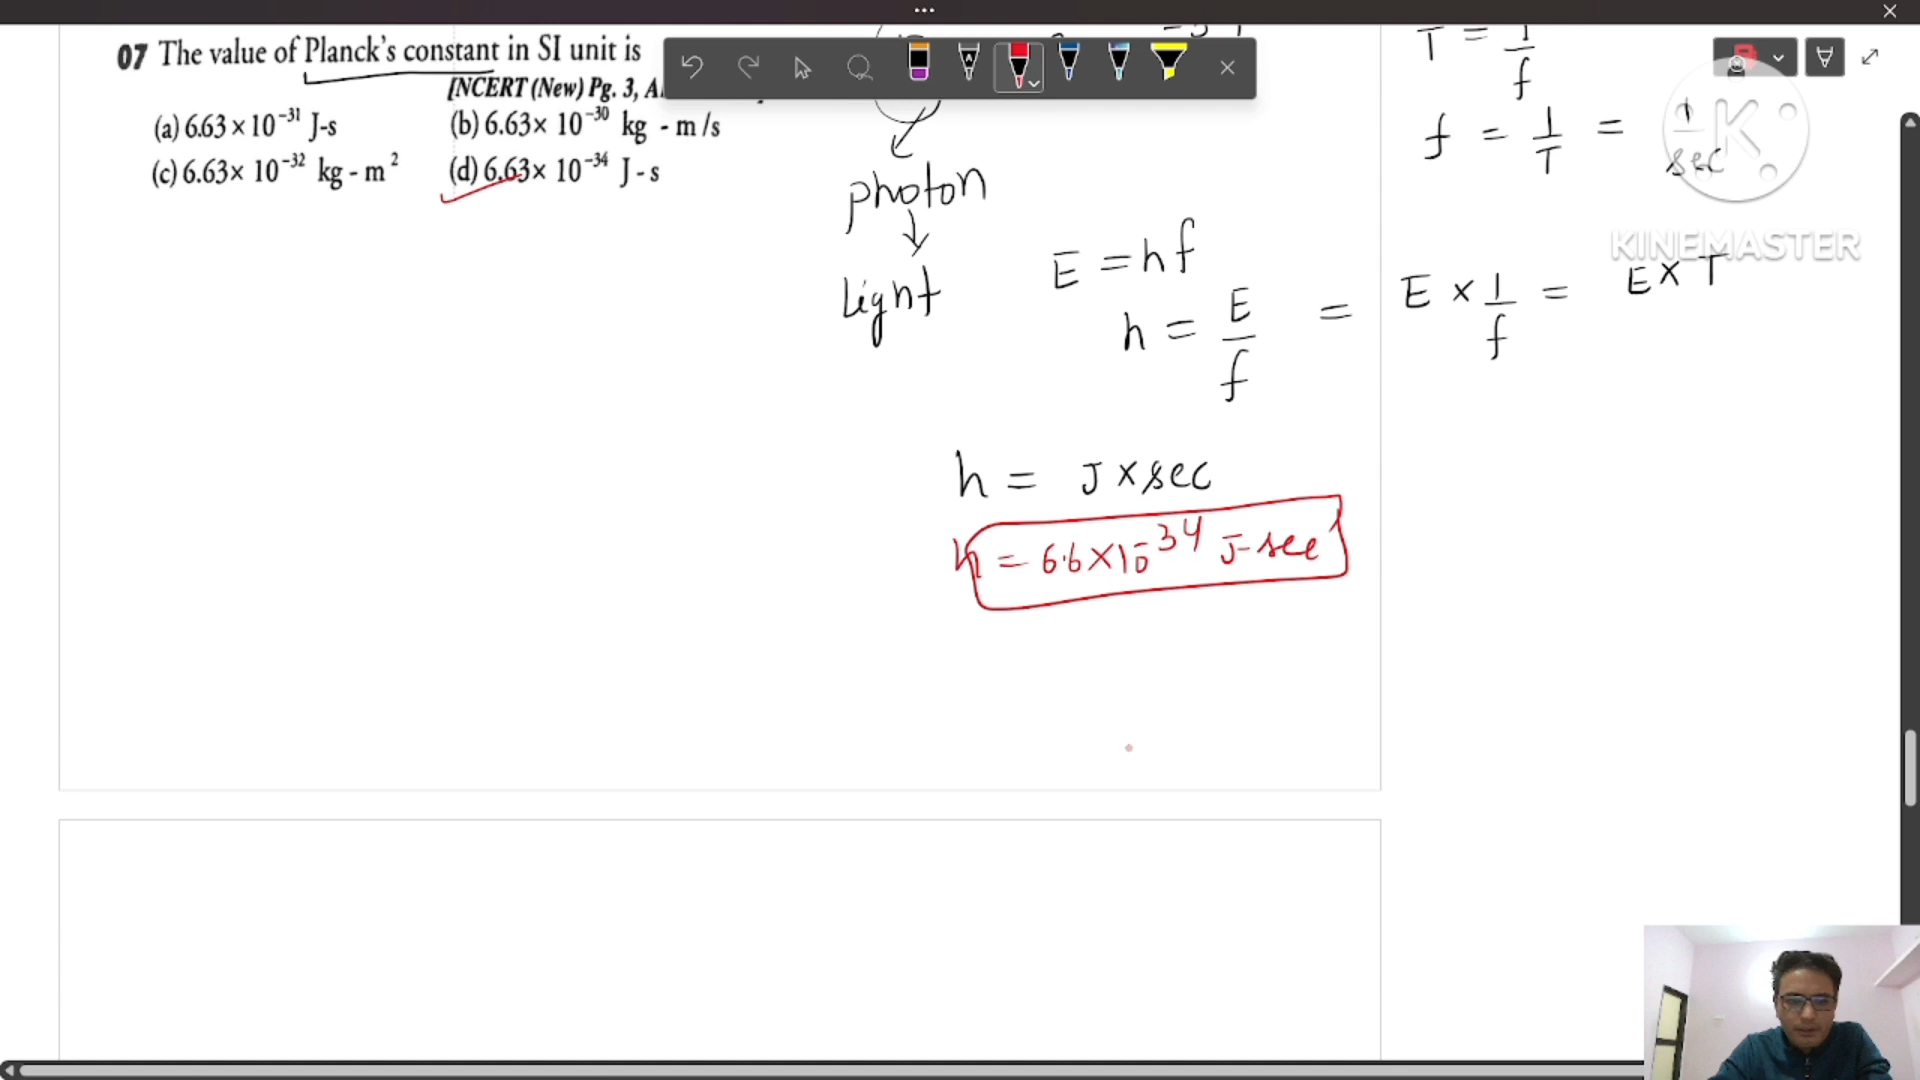 07 The value of Planck's constant in SI unit is
[NCERT (New) Pg. 3,
(a) 6.63 × 10⁻³¹ J-s (b) 6.63× 10⁻³⁰ kg - m/s
(c) 6.63× 10⁻³² kg - m² (d) 6.63× 10⁻³⁴ J - s
photon
↓
Light
E = hf
h = E/f = E × 1/f = E × T
h = J × sec
h = 6.6 × 10⁻³⁴ J-sec
T = 1/f
f = 1/T = 1/sec
KINEMASTER